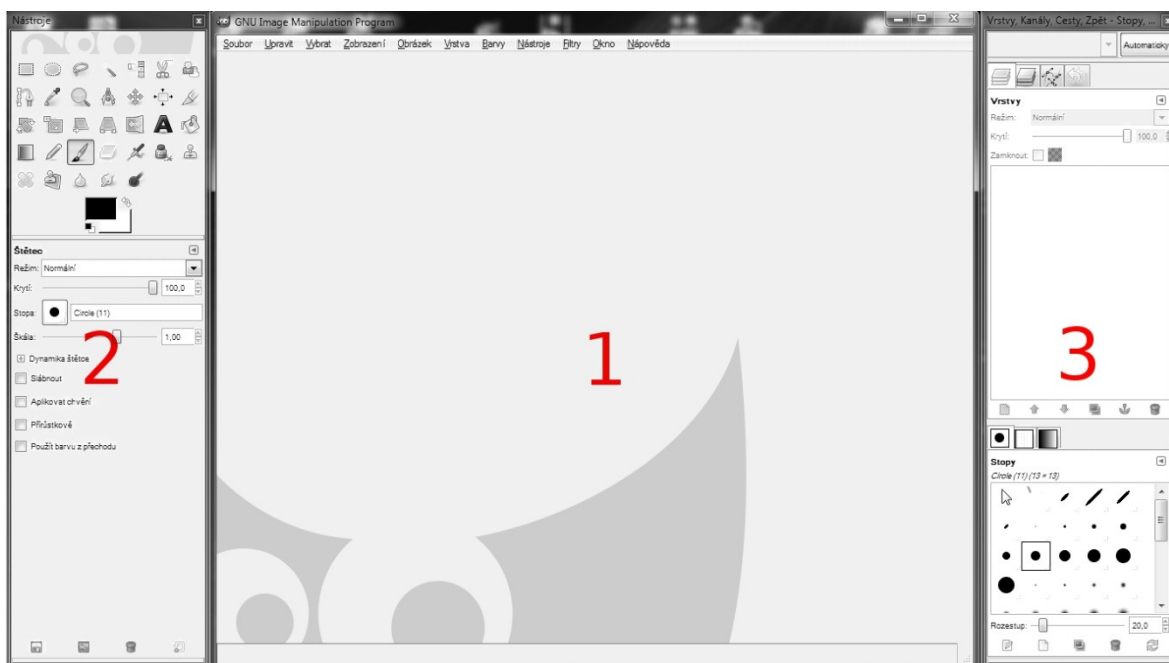 Nástroje
Štětec
Režim: Normální
Krytí: 100,0
Stopa: Circle (11)
Škála: 1,00
Dynamika štětce
Slábnout
Aplikovat chvění
Přírůstkově
Použít barvu z přechodu
2
GNU Image Manipulation Program
Soubor Upravit Vybrat Zobrazení Obrázek Vrstva Barvy Nástroje Filtry Okno Nápověda
1
Vrstvy, Kanály, Cesty, Zpět - Stopy, ...
Automaticky
Vrstvy
Režim: Normální
Krytí: 100,0
Zamknout:
3
Stopy
Circle (11) (13 × 13)
Rozestup: 20,0